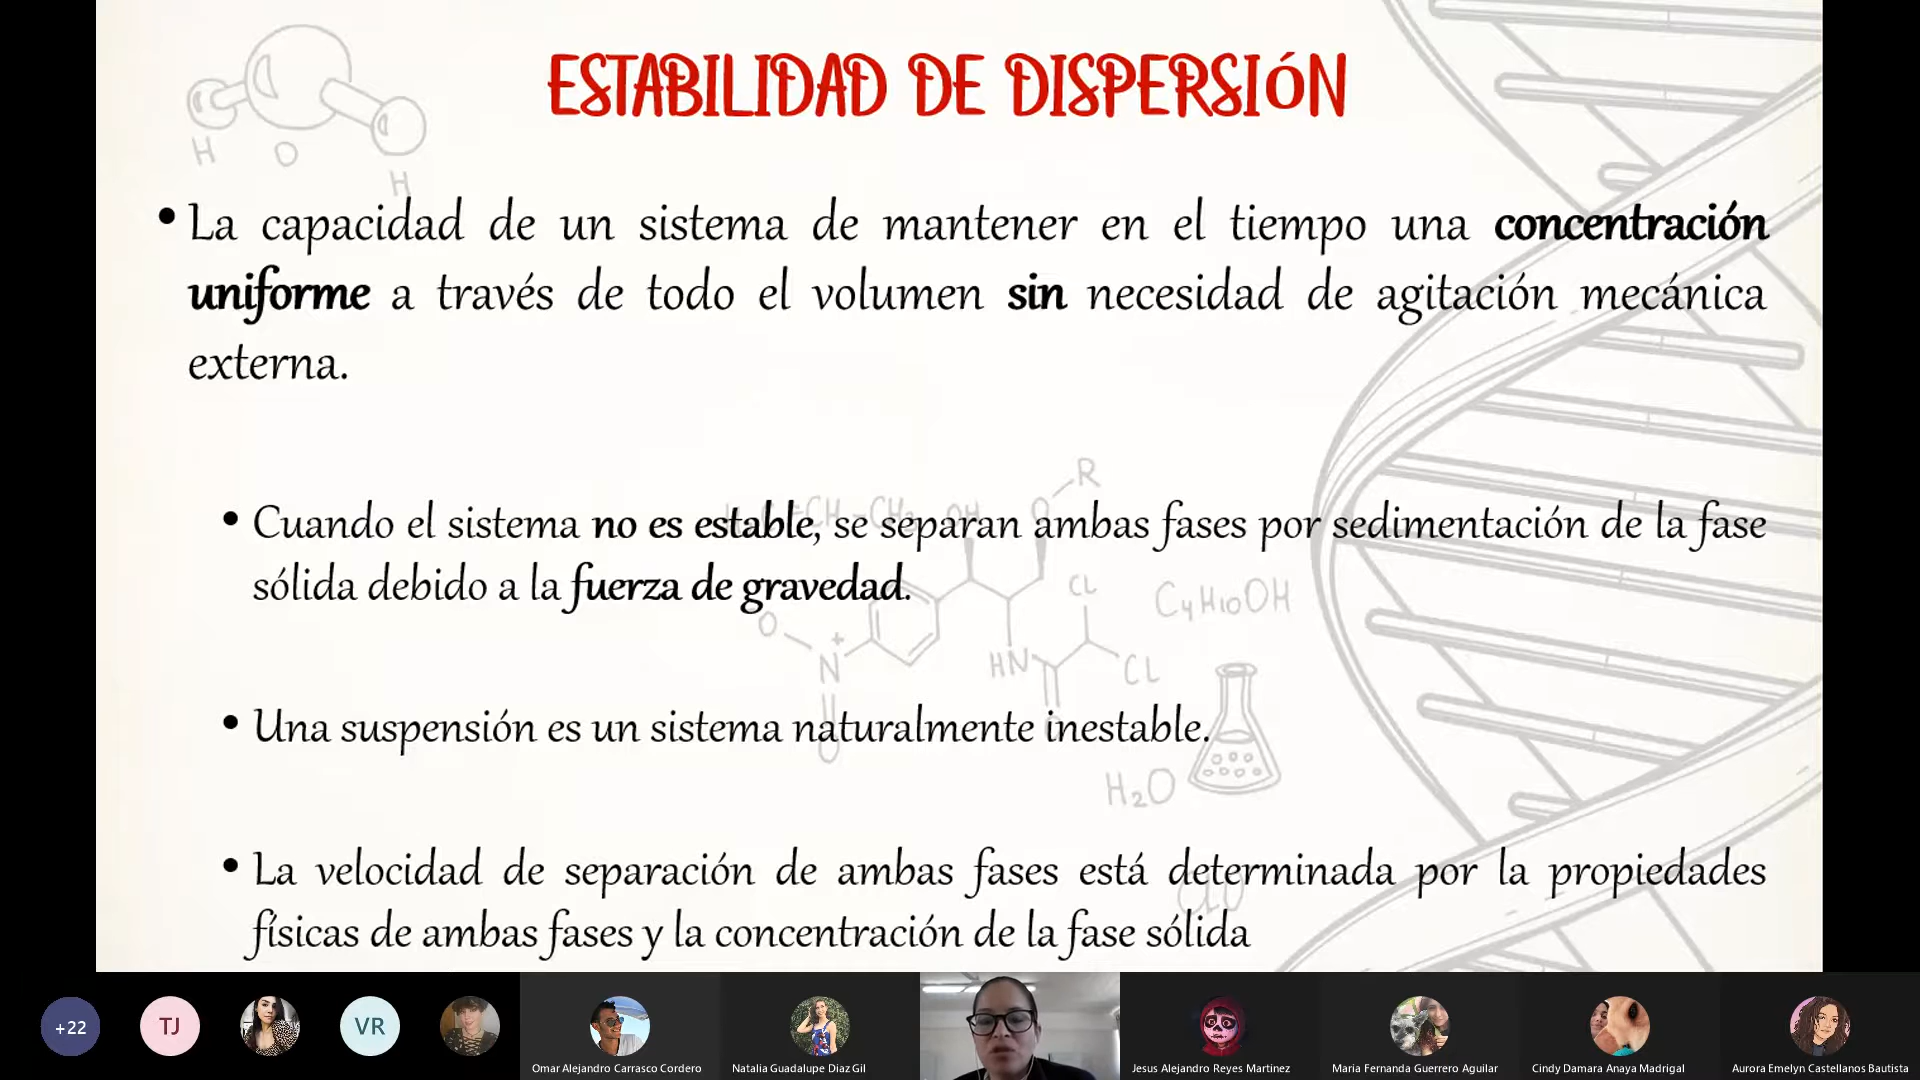 ESTABILIDAD DE DISPERSIÓN
H
O
H
• La capacidad de un sistema de mantener en el tiempo una concentración
uniforme a través de todo el volumen sin necesidad de agitación mecánica
externa.
R
OH
O
• Cuando el sistema no es estable, se separan ambas fases por sedimentación de la fase
sólida debido a la fuerza de gravedad.
CL
C4H10OH
O
N+
HN
CL
• Una suspensión es un sistema naturalmente inestable.
O
H2O
• La velocidad de separación de ambas fases está determinada por la propiedades
físicas de ambas fases y la concentración de la fase sólida
+22
TJ
VR
Omar Alejandro Carrasco Cordero
Natalia Guadalupe Diaz Gil
Jesus Alejandro Reyes Martinez
Maria Fernanda Guerrero Aguilar
Cindy Damara Anaya Madrigal
Aurora Emelyn Castellanos Bautista